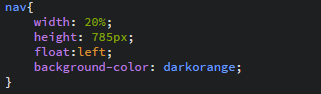 nav{
    width: 20%;
    height: 785px;
    float:left;
    background-color: darkorange;
}